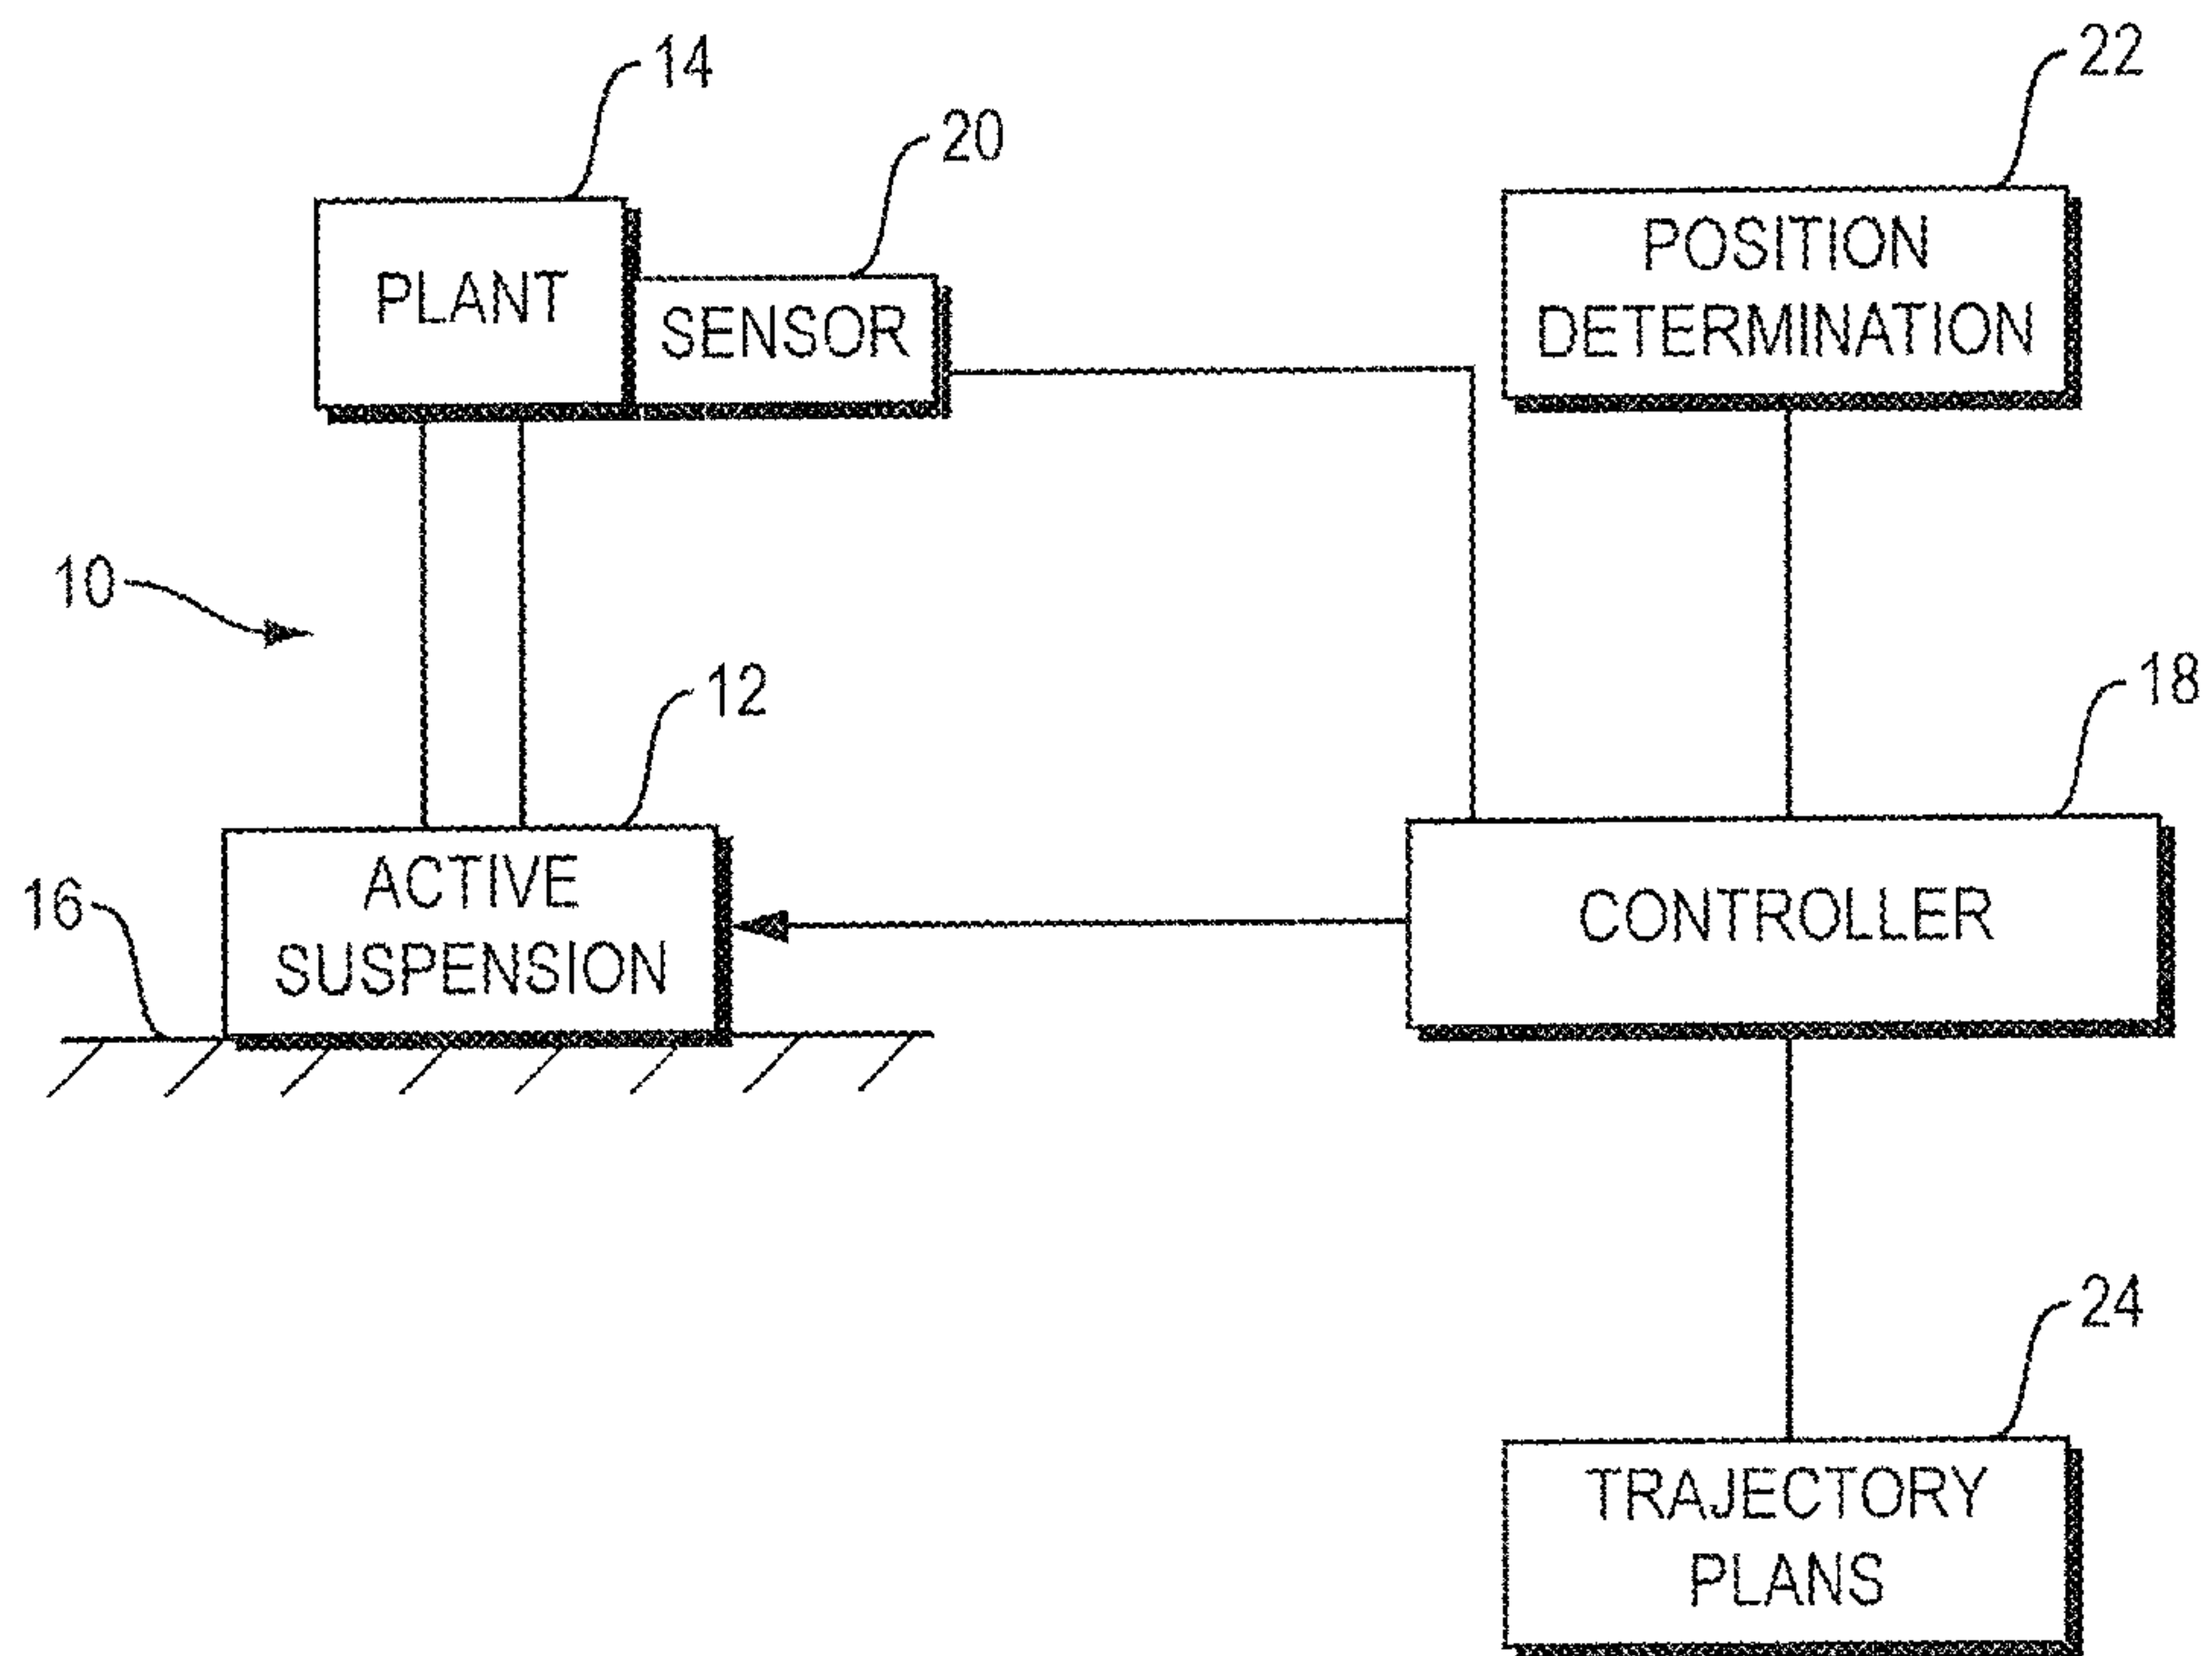 14
22
20
PLANT
SENSOR
POSITION
DETERMINATION
10
12
18
ACTIVE
SUSPENSION
CONTROLLER
16
24
TRAJECTORY
PLANS